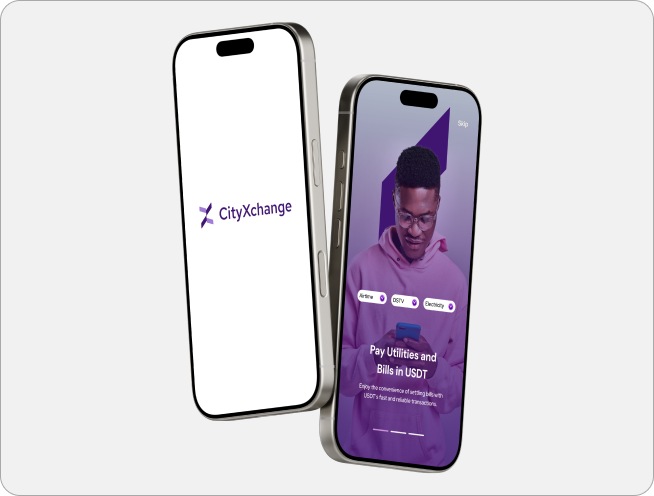 CityXchange
Skip
Airtime
DSTV
Electricity
Pay Utilities and
Bills in USDT
Enjoy the convenience of settling bills with
USDT's fast and reliable transactions.